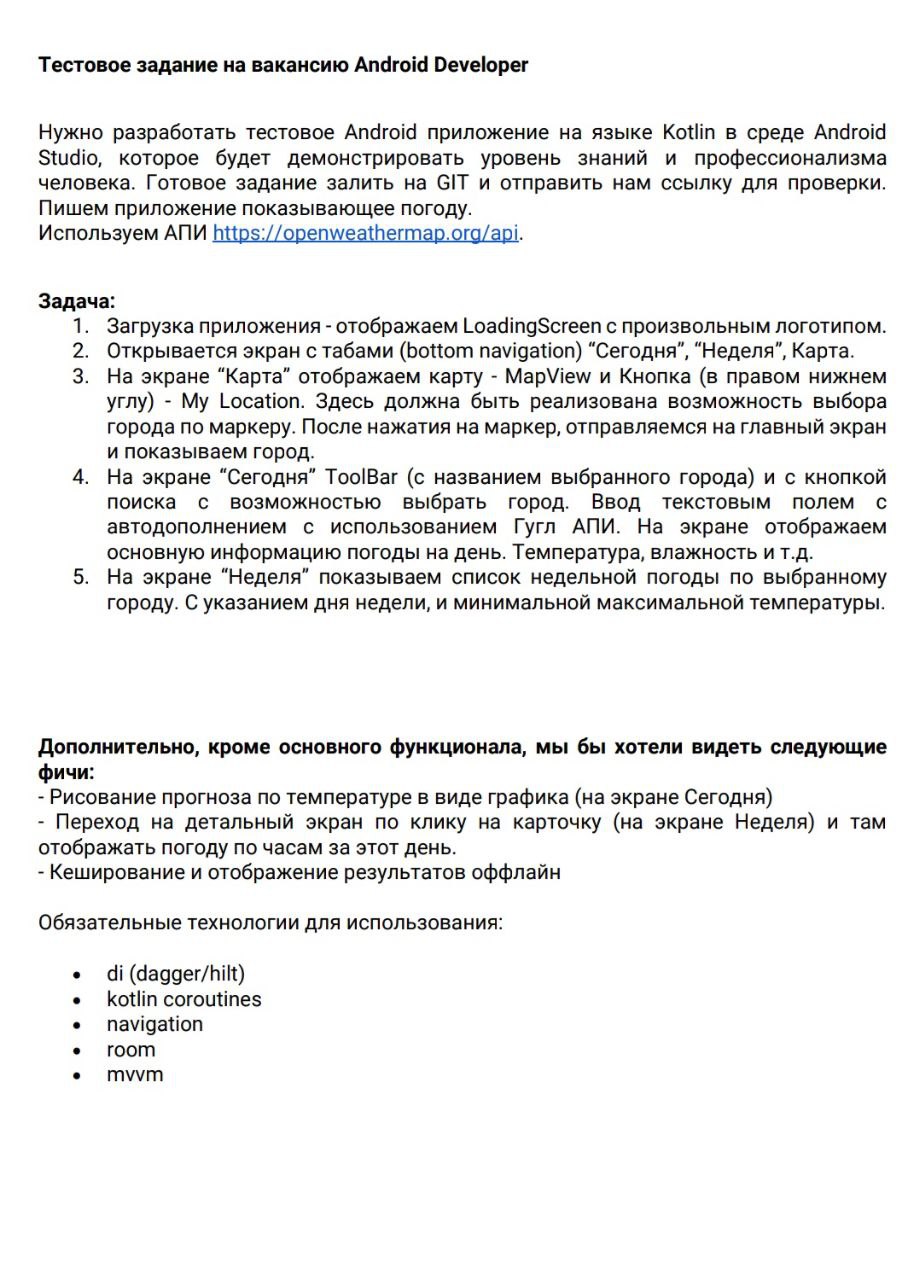 Тестовое задание на вакансию Android Developer
Нужно разработать тестовое Android приложение на языке Kotlin в среде Android
Studio, которое будет демонстрировать уровень знаний и профессионализма
человека. Готовое задание залить на GIT и отправить нам ссылку для проверки.
Пишем приложение показывающее погоду.
Используем АПИ https://openweathermap.org/api.
Задача:
1. Загрузка приложения - отображаем LoadingScreen с произвольным логотипом.
2. Открывается экран с табами (bottom navigation) “Сегодня”, “Неделя”, Карта.
3. На экране “Карта” отображаем карту - MapView и Кнопка (в правом нижнем
углу) - My Location. Здесь должна быть реализована возможность выбора
города по маркеру. После нажатия на маркер, отправляемся на главный экран
и показываем город.
4. На экране “Сегодня” ToolBar (с названием выбранного города) и с кнопкой
поиска с возможностью выбрать город. Ввод текстовым полем с
автодополнением с использованием Гугл АПИ. На экране отображаем
основную информацию погоды на день. Температура, влажность и т.д.
5. На экране “Неделя” показываем список недельной погоды по выбранному
городу. С указанием дня недели, и минимальной максимальной температуры.
Дополнительно, кроме основного функционала, мы бы хотели видеть следующие
фичи:
- Рисование прогноза по температуре в виде графика (на экране Сегодня)
- Переход на детальный экран по клику на карточку (на экране Неделя) и там
отображать погоду по часам за этот день.
- Кеширование и отображение результатов оффлайн
Обязательные технологии для использования:
• di (dagger/hilt)
• kotlin coroutines
• navigation
• room
• mvvm